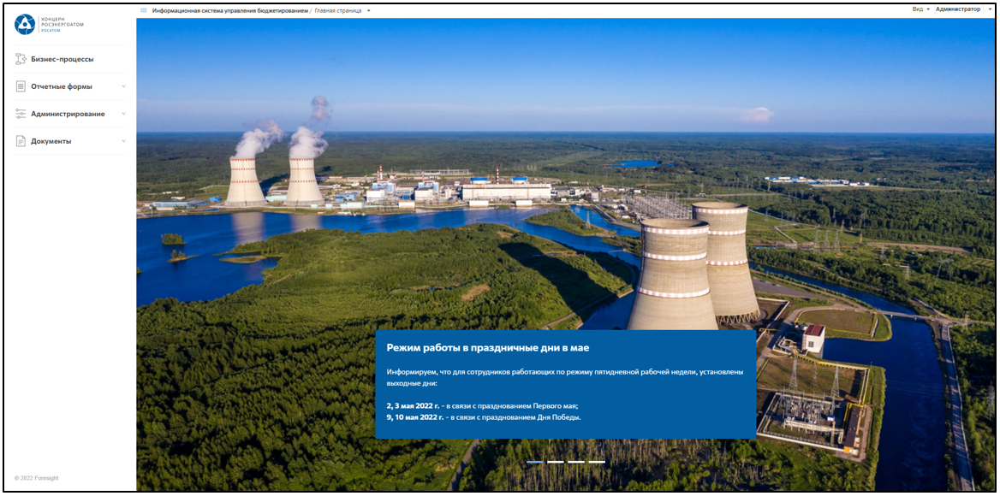 КОНЦЕРН
РОСЭНЕРГОАТОМ
РОСАТОМ
Информационная система управления бюджетированием / Главная страница
Вид
Администратор
Бизнес-процессы
Отчетные формы
Администрирование
Документы
Режим работы в праздничные дни в мае
Информируем, что для сотрудников работающих по режиму пятидневной рабочей недели, установлены
выходные дни:
2, 3 мая 2022 г. - в связи с празднованием Первого мая;
9, 10 мая 2022 г. - в связи с празднованием Дня Победы.
© 2022 Foresight